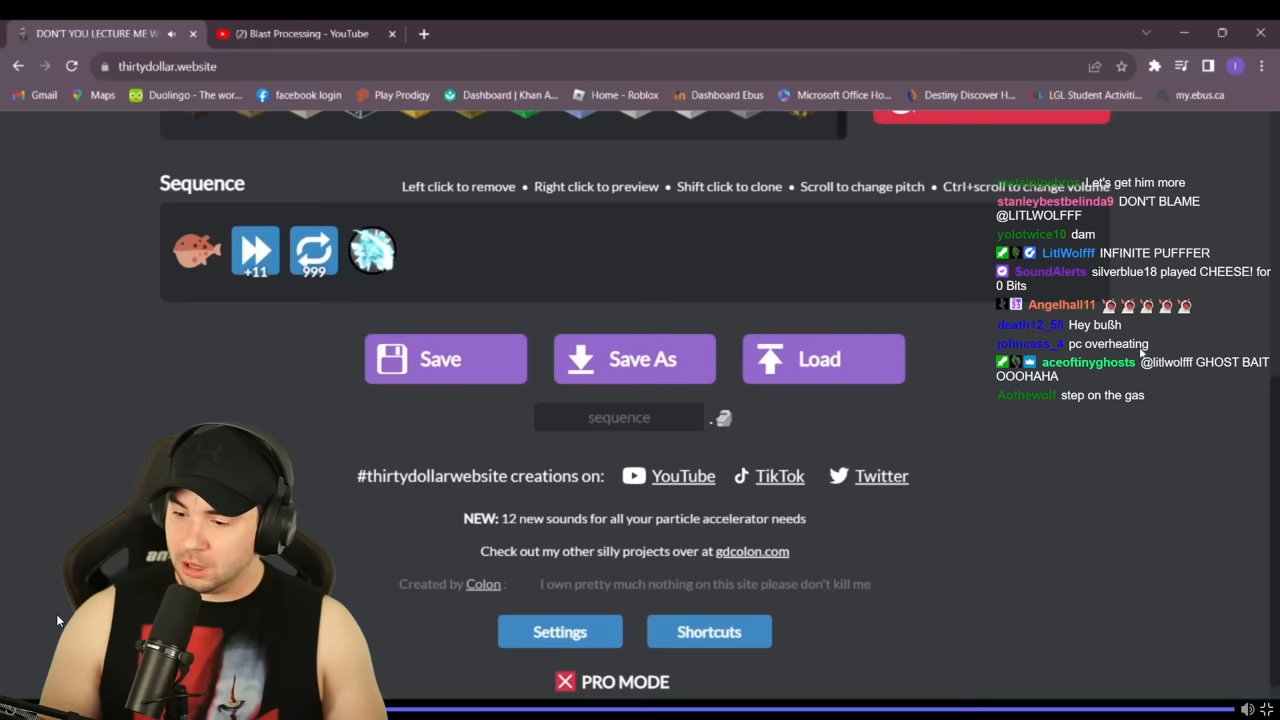 DON'T YOU LECTURE ME W
(2) Blast Processing - YouTube
thirtydollar.website
Gmail
Maps
Duolingo - The wor...
facebook login
Play Prodigy
Dashboard | Khan A...
Home - Roblox
Dashboard Ebus
Microsoft Office Ho...
Destiny Discover H...
LGL Student Activiti...
my.ebus.ca
Sequence
Left click to remove • Right click to preview • Shift click to clone • Scroll to change pitch • Ctrl+scroll to change volume
+11
999
Let's get him more
stanleybestbelinda9 DON'T BLAME
@LITLWOLFFF
yolotwice10 dam
LitlWolfff INFINITE PUFFFER
SoundAlerts silverblue18 played CHEESE! for
0 Bits
Angelhall11
death12_58 Hey bußh
johncass_4 pc overheating
aceoftinyghosts @litlwolfff GHOST BAIT
OOOHAHA
Aothewolf step on the gas
Save
Save As
Load
sequence
.
#thirtydollarwebsite creations on: YouTube TikTok Twitter
NEW: 12 new sounds for all your particle accelerator needs
Check out my other silly projects over at gdcolon.com
Created by Colon : I own pretty much nothing on this site please don't kill me
Settings
Shortcuts
PRO MODE